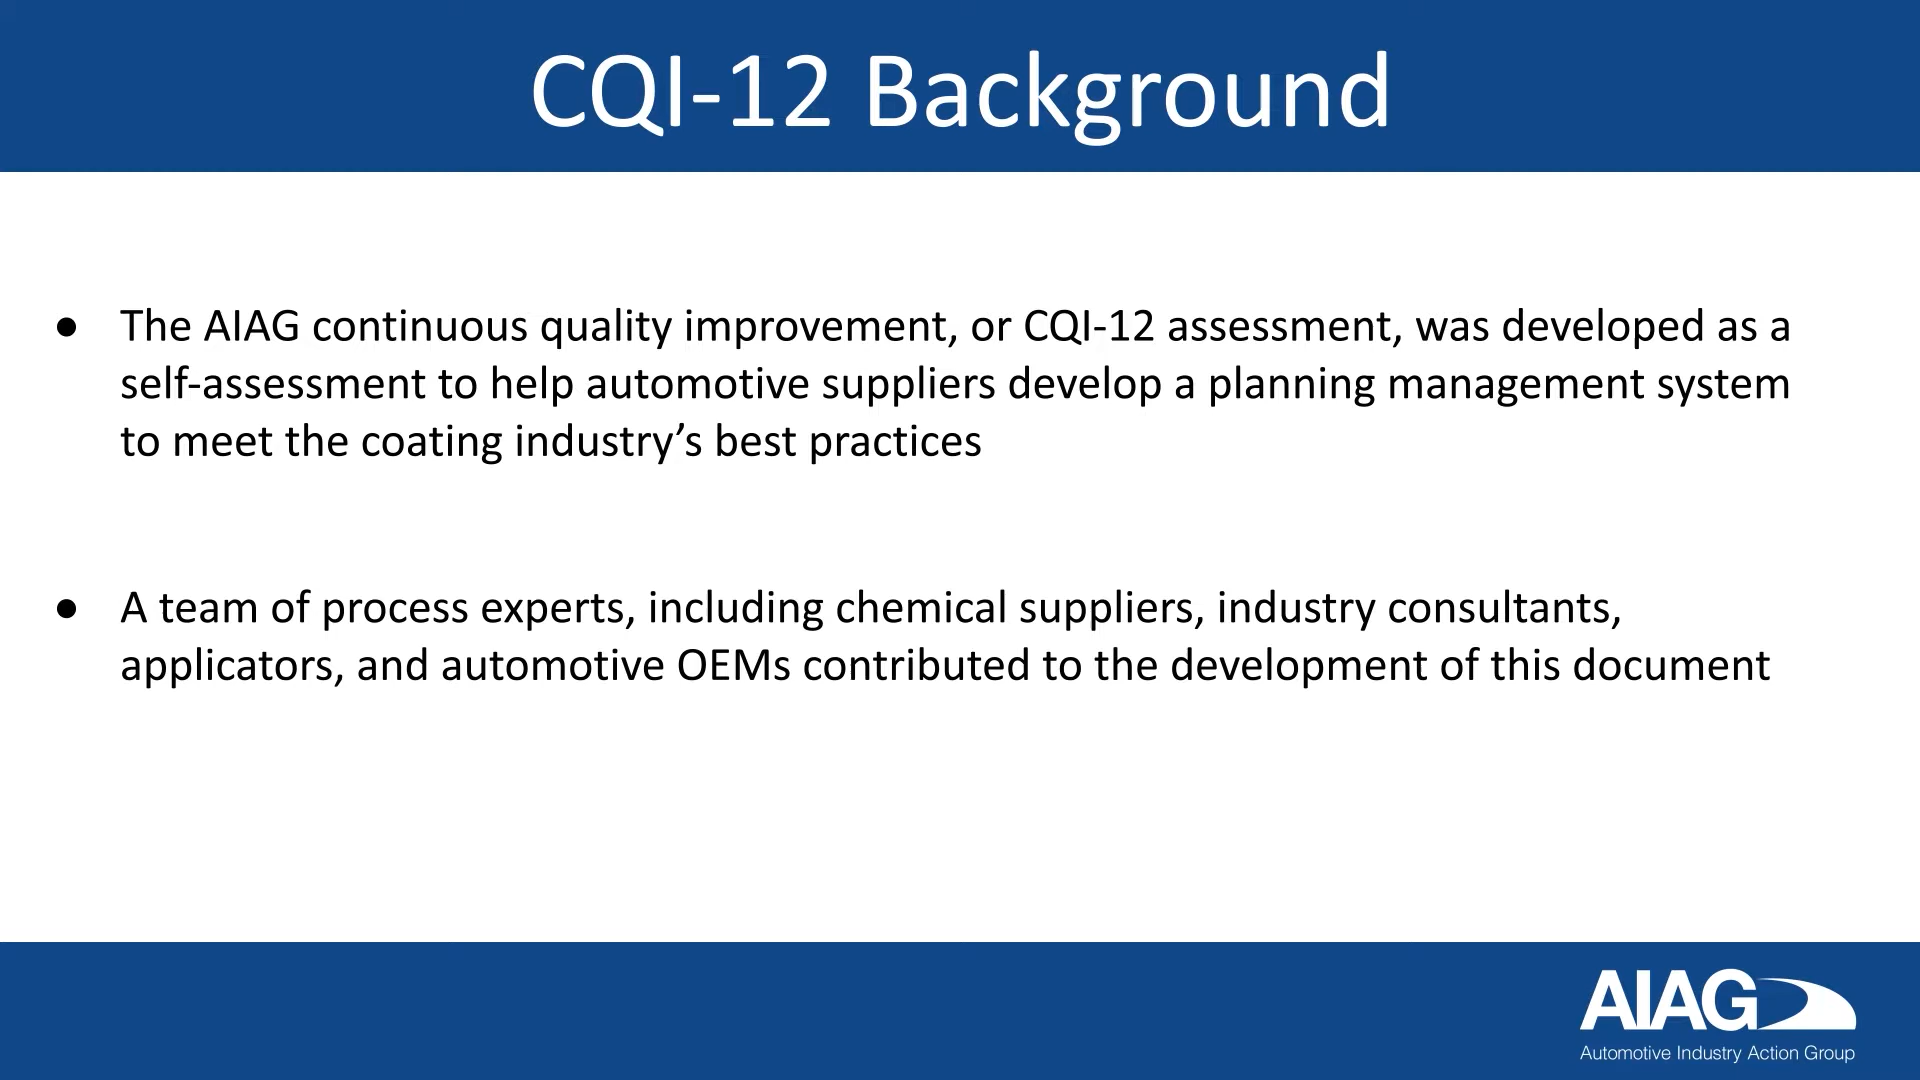 CQI-12 Background
● The AIAG continuous quality improvement, or CQI-12 assessment, was developed as a
self-assessment to help automotive suppliers develop a planning management system
to meet the coating industry’s best practices
● A team of process experts, including chemical suppliers, industry consultants,
applicators, and automotive OEMs contributed to the development of this document
AIAG
Automotive Industry Action Group